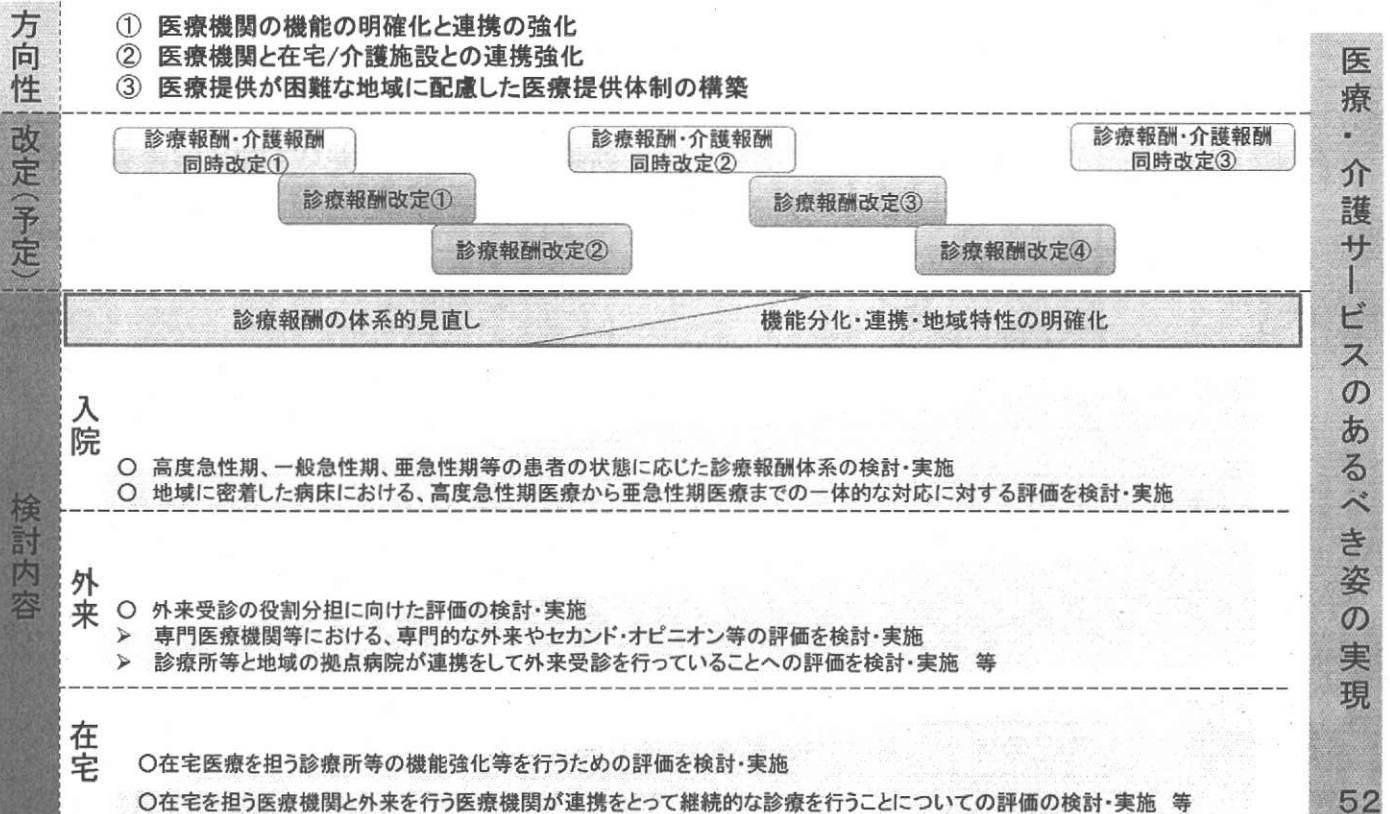 方向性
① 医療機関の機能の明確化と連携の強化
② 医療機関と在宅/介護施設との連携強化
③ 医療提供が困難な地域に配慮した医療提供体制の構築
改定(予定)
診療報酬・介護報酬
同時改定①
診療報酬・介護報酬
同時改定②
診療報酬・介護報酬
同時改定③
診療報酬改定①
診療報酬改定③
診療報酬改定②
診療報酬改定④
検討内容
診療報酬の体系的見直し
機能分化・連携・地域特性の明確化
入院
○ 高度急性期、一般急性期、亜急性期等の患者の状態に応じた診療報酬体系の検討・実施
○ 地域に密着した病床における、高度急性期医療から亜急性期医療までの一体的な対応に対する評価を検討・実施
外来
○ 外来受診の役割分担に向けた評価の検討・実施
➢ 専門医療機関等における、専門的な外来やセカンド・オピニオン等の評価を検討・実施
➢ 診療所等と地域の拠点病院が連携をして外来受診を行っていることへの評価を検討・実施 等
在宅
○在宅医療を担う診療所等の機能強化等を行うための評価を検討・実施
○在宅を担う医療機関と外来を行う医療機関が連携をとって継続的な診療を行うことについての評価の検討・実施 等
医療・介護サービスのあるべき姿の実現
52